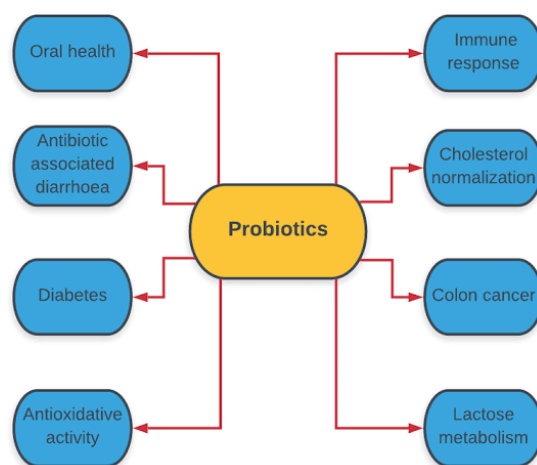 Oral health
Antibiotic
associated
diarrhoea
Diabetes
Antioxidative
activity
Probiotics
Immune
response
Cholesterol
normalization
Colon cancer
Lactose
metabolism